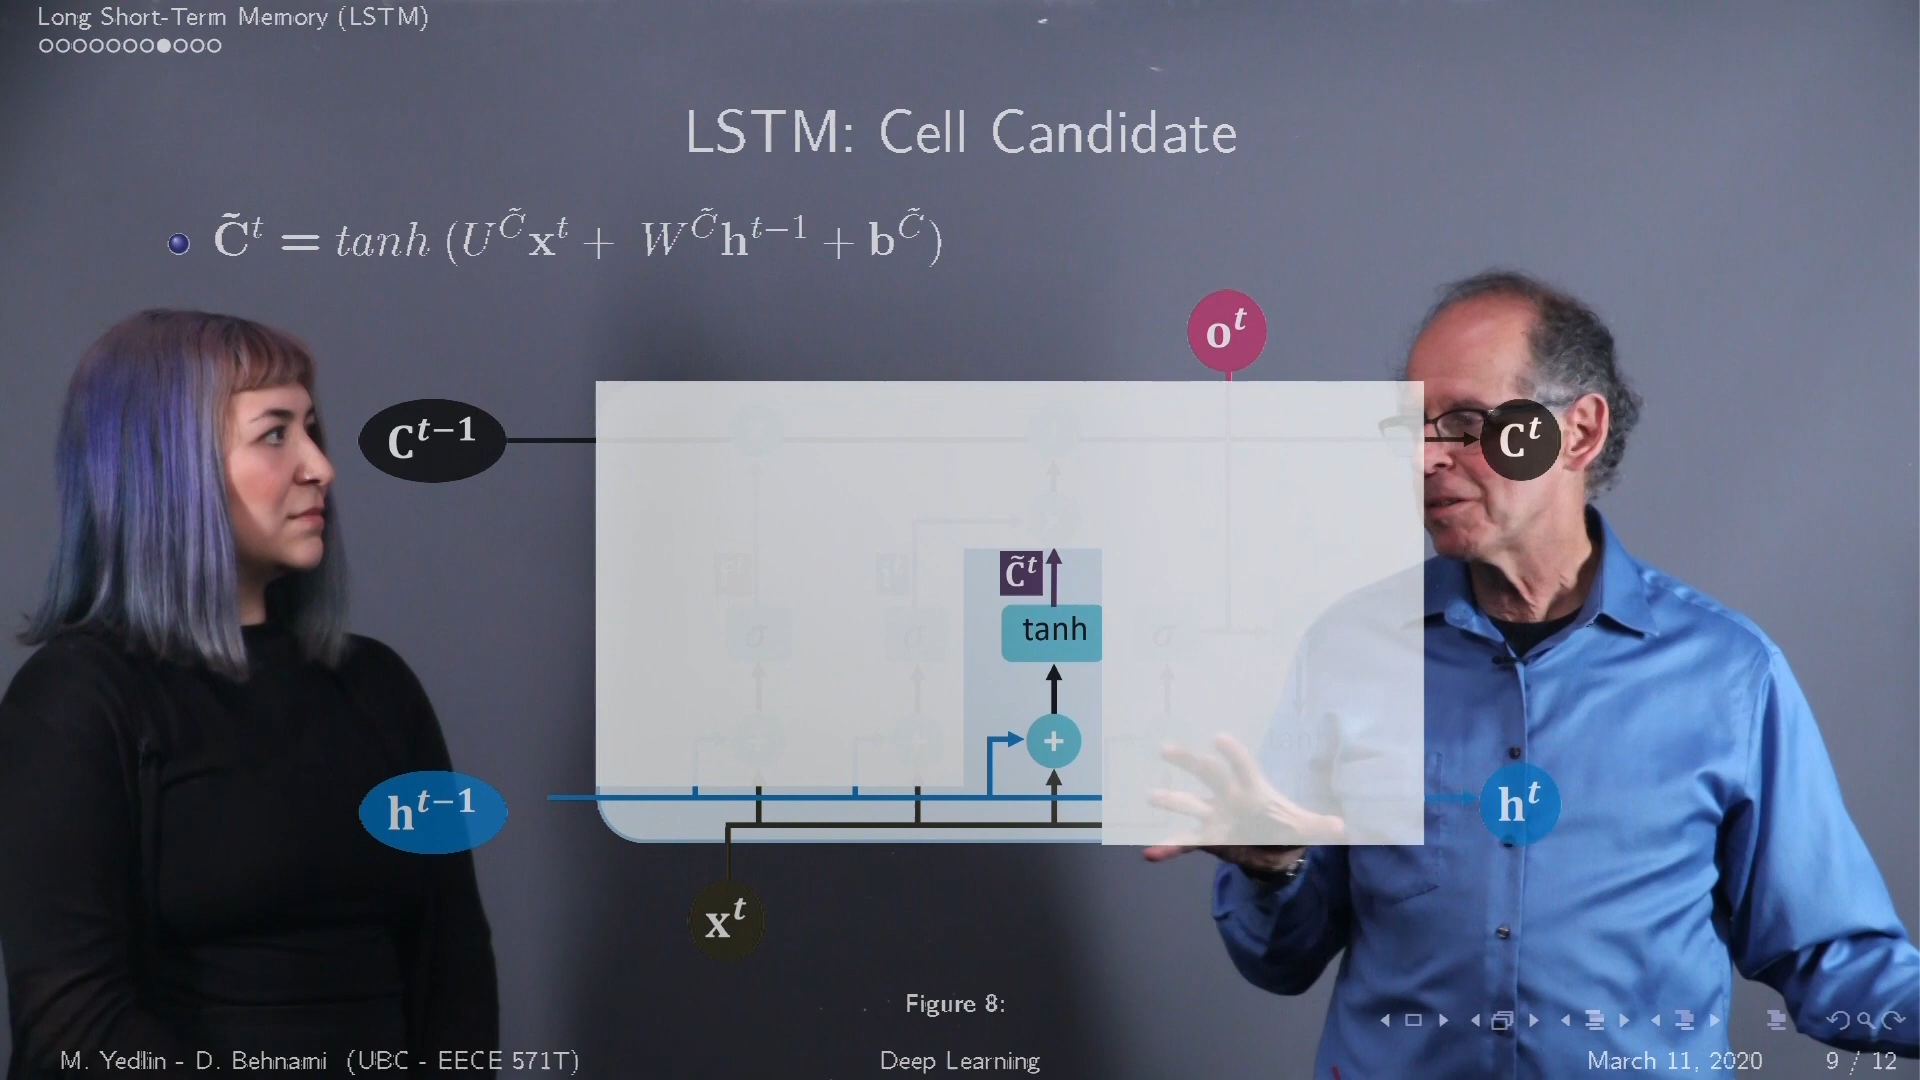 Long Short-Term Memory (LSTM)
LSTM: Cell Candidate
C̃ᵗ = tanh (U^C̃ xᵗ + W^C̃ hᵗ⁻¹ + b^C̃)
oᵗ
Cᵗ⁻¹
Cᵗ
C̃ᵗ
σ σ tanh σ
+
hᵗ⁻¹
hᵗ
xᵗ
Figure 8:
M. Yedlin - D. Behnami (UBC - EECE 571T) Deep Learning March 11, 2020 9 / 12